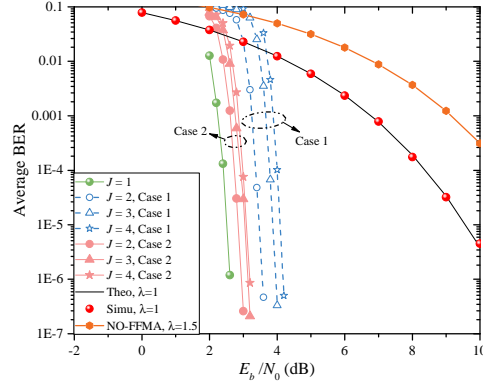 0.1
0.01
0.001
1E-4
1E-5
1E-6
1E-7
Average BER
Case 2
Case 1
J = 1
J = 2, Case 1
J = 3, Case 1
J = 4, Case 1
J = 2, Case 2
J = 3, Case 2
J = 4, Case 2
Theo, λ=1
Simu, λ=1
NO-FFMA, λ=1.5
-2 0 2 4 6 8 10
E_b/N_0 (dB)